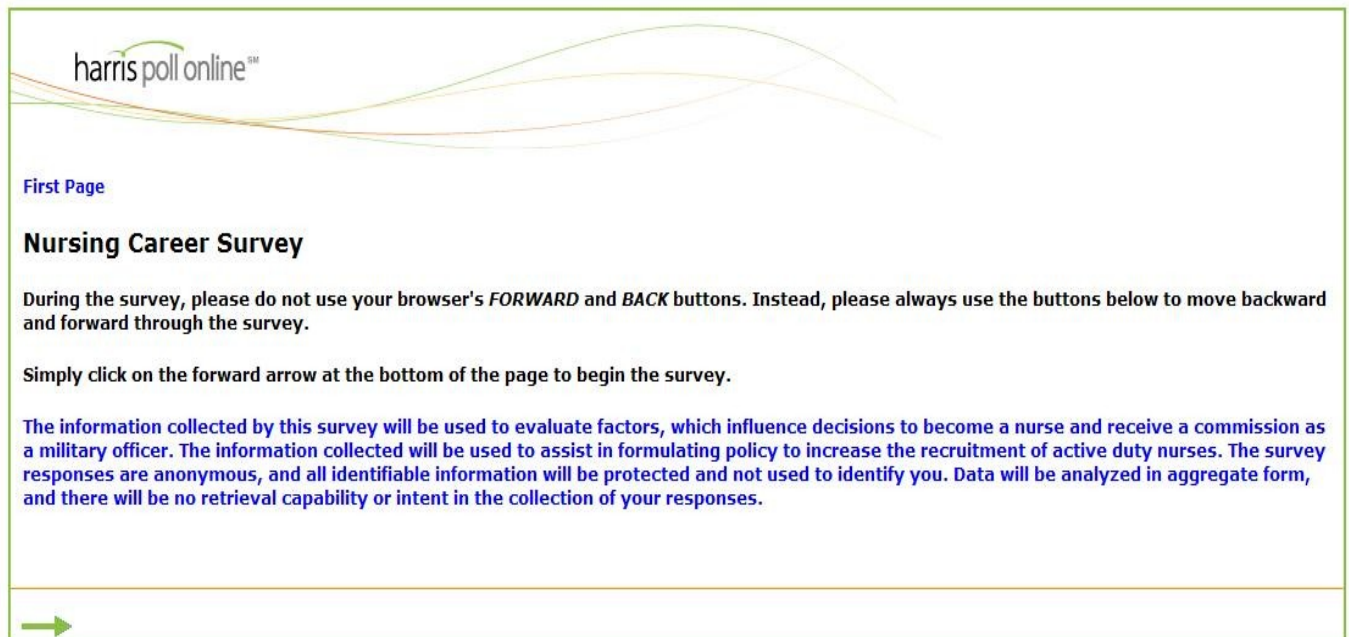 harris poll online℠
First Page
Nursing Career Survey
During the survey, please do not use your browser's FORWARD and BACK buttons. Instead, please always use the buttons below to move backward
and forward through the survey.
Simply click on the forward arrow at the bottom of the page to begin the survey.
The information collected by this survey will be used to evaluate factors, which influence decisions to become a nurse and receive a commission as
a military officer. The information collected will be used to assist in formulating policy to increase the recruitment of active duty nurses. The survey
responses are anonymous, and all identifiable information will be protected and not used to identify you. Data will be analyzed in aggregate form,
and there will be no retrieval capability or intent in the collection of your responses.